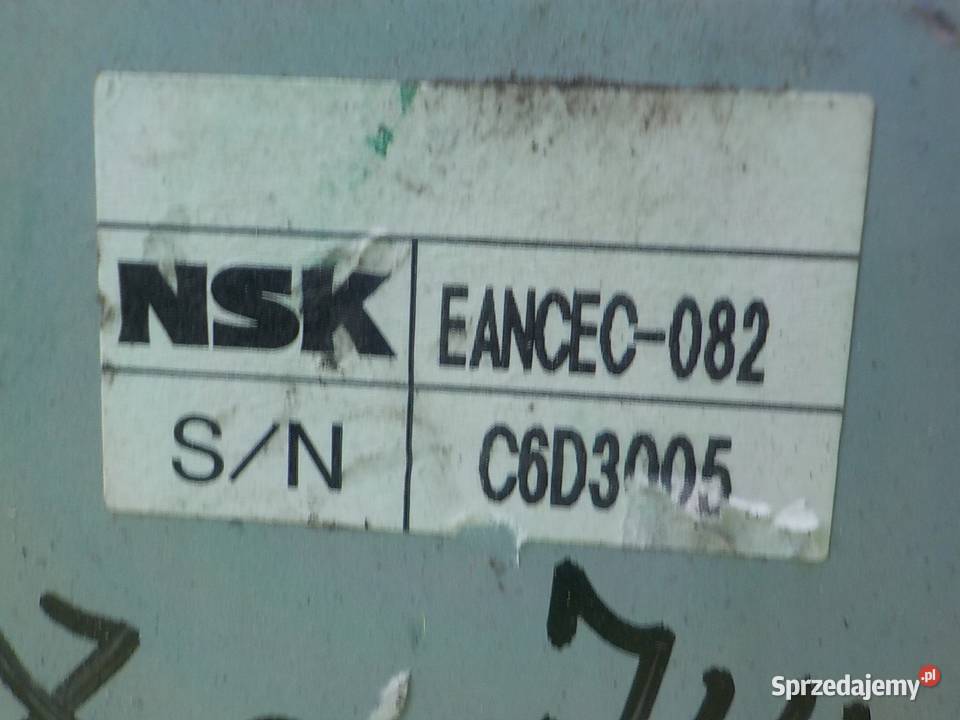 NSK EANCEC-082
S/N C6D3005
Sprzedajemy.pl